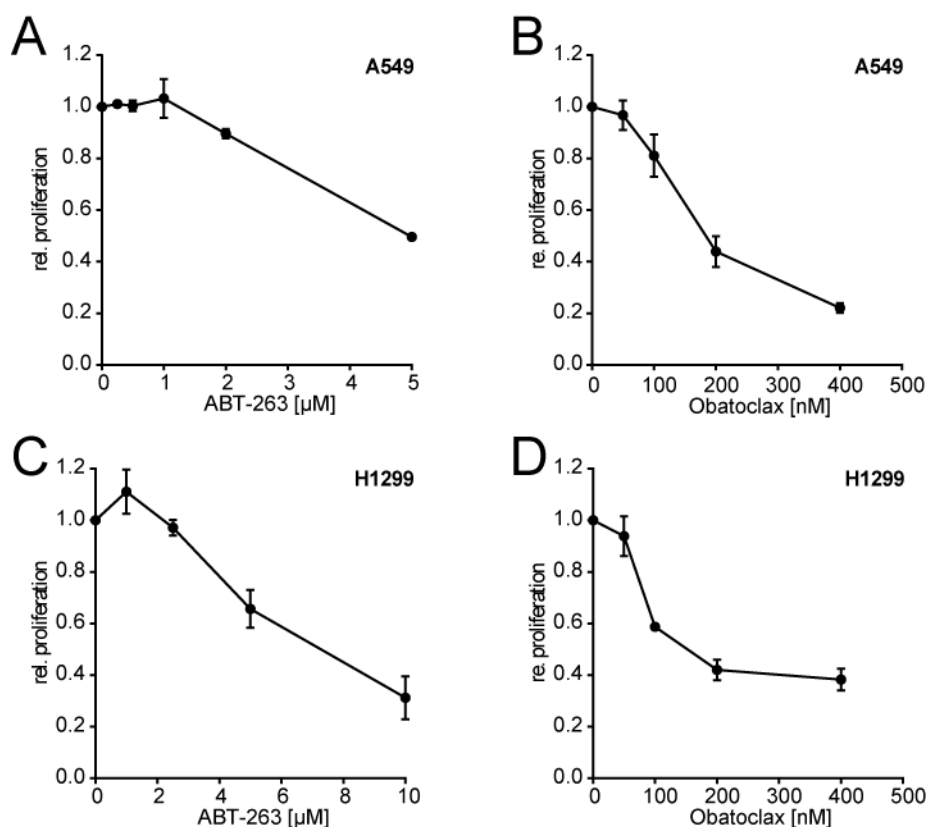 A
A549
rel. proliferation
1.2
1.0
0.8
0.6
0.4
0.2
0.0
0 1 2 3 4 5
ABT-263 [µM]
B
A549
re. proliferation
1.2
1.0
0.8
0.6
0.4
0.2
0.0
0 100 200 300 400 500
Obatoclax [nM]
C
H1299
rel. proliferation
1.2
1.0
0.8
0.6
0.4
0.2
0.0
0 2 4 6 8 10
ABT-263 [µM]
D
H1299
re. proliferation
1.2
1.0
0.8
0.6
0.4
0.2
0.0
0 100 200 300 400 500
Obatoclax [nM]